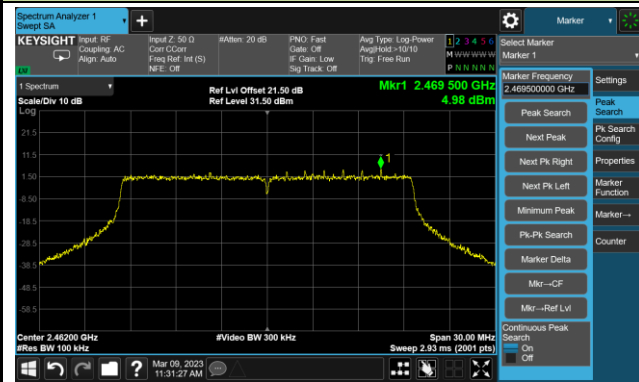 Spectrum Analyzer 1
Swept SA
+
Marker
KEYSIGHT
Input: RF
Coupling: AC
Align: Auto
Input Z: 50 Ω
Corr CCorr
Freq Ref: Int (S)
NFE: Off
#Atten: 20 dB
PNO: Fast
Gate: Off
IF Gain: Low
Sig Track: Off
Avg Type: Log-Power
Avg|Hold:>10/10
Trig: Free Run
1 2 3 4 5 6
M W W W W W
P N N N N N
LXI
Select Marker
Marker 1
1 Spectrum
Scale/Div 10 dB
Log
Ref Lvl Offset 21.50 dB
Ref Level 31.50 dBm
Mkr1 2.469 500 GHz
4.98 dBm
21.5
11.5
1.50
-8.50
-18.5
-28.5
-38.5
-48.5
-58.5
1
Center 2.46200 GHz
#Res BW 100 kHz
#Video BW 300 kHz
Span 30.00 MHz
Sweep 2.93 ms (2001 pts)
Marker Frequency
2.469500000 GHz
Peak Search
Next Peak
Next Pk Right
Next Pk Left
Minimum Peak
Pk-Pk Search
Marker Delta
Mkr→CF
Mkr→Ref Lvl
Continuous Peak
Search
On
Off
Settings
Peak
Search
Pk Search
Config
Properties
Marker
Function
Marker→
Counter
?
Mar 09, 2023
11:31:27 AM